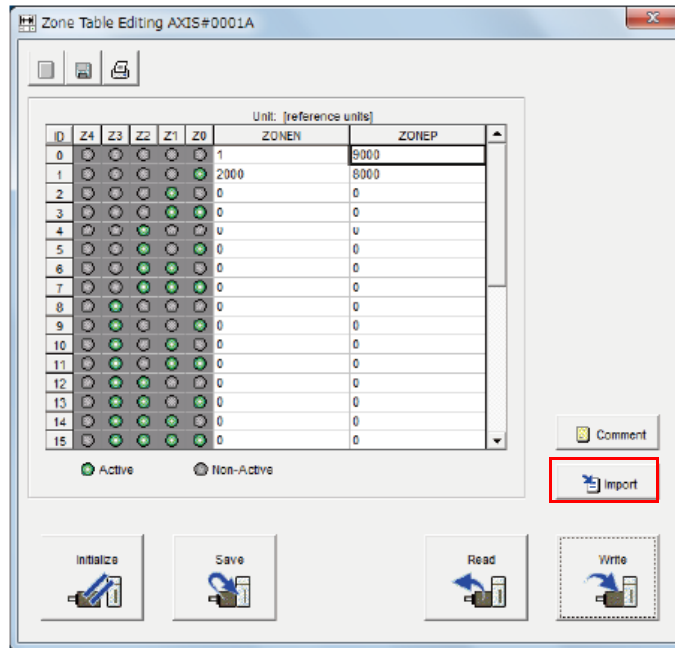 Zone Table Editing AXIS#0001A
Unit: [reference units]
ID Z4 Z3 Z2 Z1 Z0 ZONEN ZONEP
0 1 9000
1 2000 8000
2 0 0
3 0 0
4 0 0
5 0 0
6 0 0
7 0 0
8 0 0
9 0 0
10 0 0
11 0 0
12 0 0
13 0 0
14 0 0
15 0 0
Active Non-Active
Comment
Import
Initialize Save Read Write